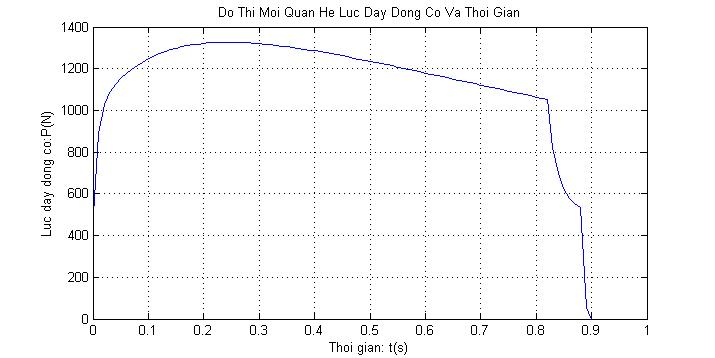 Do Thi Moi Quan He Luc Day Dong Co Va Thoi Gian
1400
1200
1000
800
600
400
200
0
Luc day dong co:P(N)
0 0.1 0.2 0.3 0.4 0.5 0.6 0.7 0.8 0.9 1
Thoi gian: t(s)